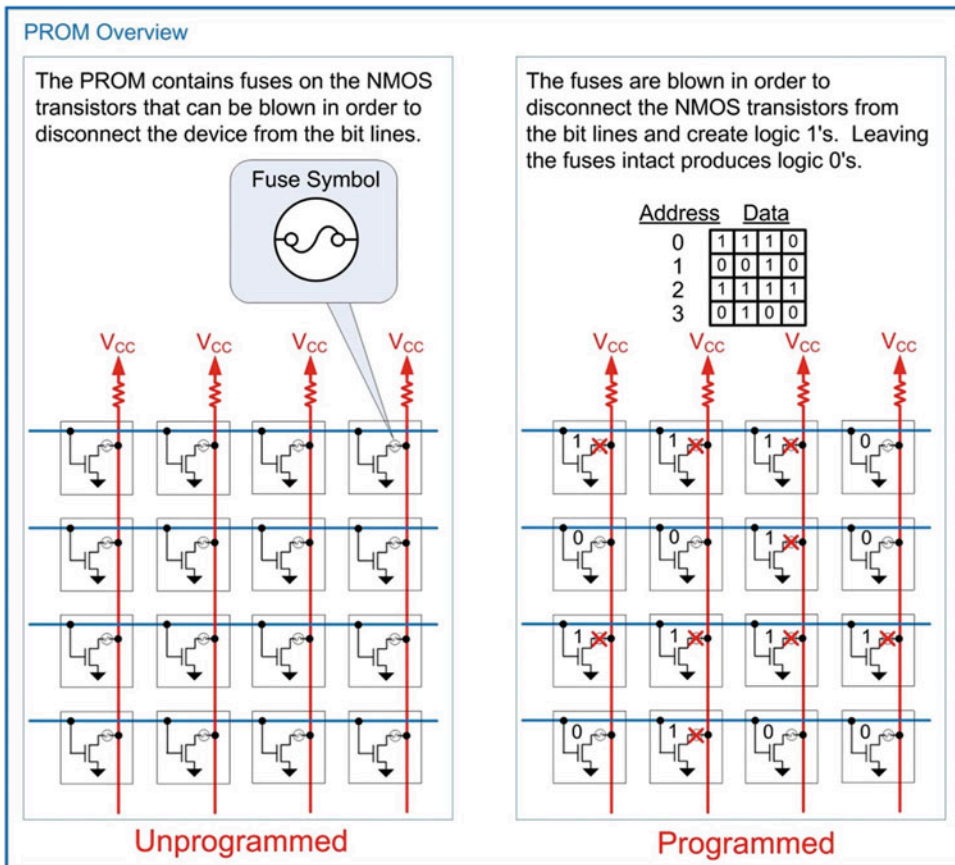 PROM Overview
The PROM contains fuses on the NMOS
transistors that can be blown in order to
disconnect the device from the bit lines.
Fuse Symbol
VCC VCC VCC VCC
Unprogrammed
The fuses are blown in order to
disconnect the NMOS transistors from
the bit lines and create logic 1's. Leaving
the fuses intact produces logic 0's.
Address Data
0 1 1 1 0
1 0 0 1 0
2 1 1 1 1
3 0 1 0 0
VCC VCC VCC VCC
1 1 1 0
0 0 1 0
1 1 1 1
0 1 0 0
Programmed